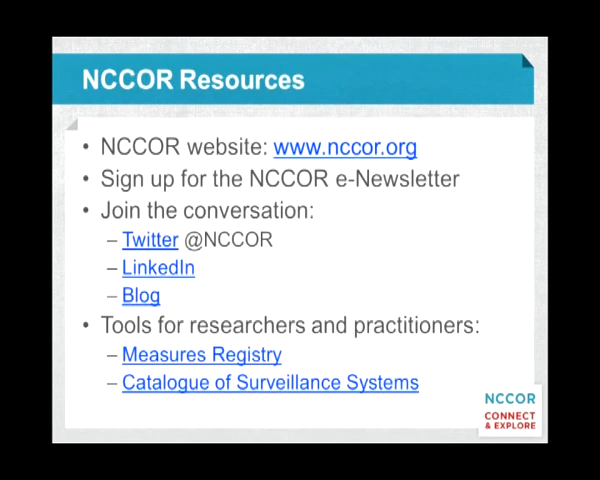 NCCOR Resources
• NCCOR website: www.nccor.org
• Sign up for the NCCOR e-Newsletter
• Join the conversation:
– Twitter @NCCOR
– LinkedIn
– Blog
• Tools for researchers and practitioners:
– Measures Registry
– Catalogue of Surveillance Systems
NCCOR
CONNECT
& EXPLORE